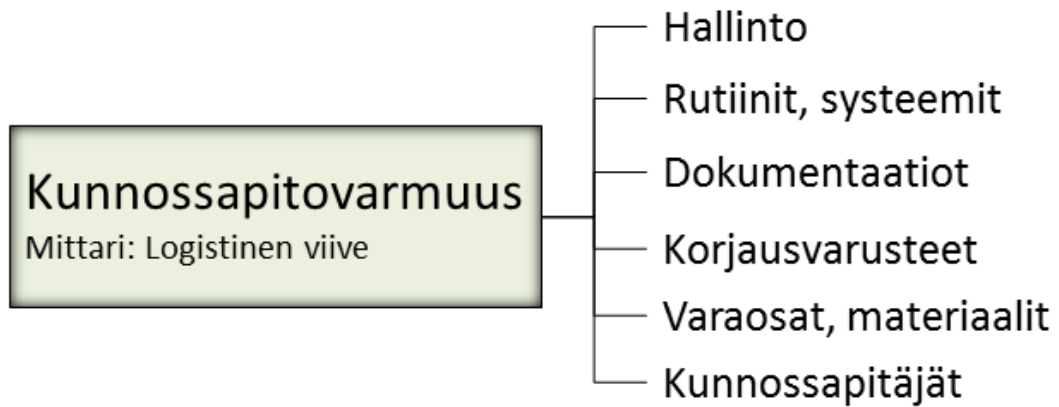 Kunnossapitovarmuus
Mittari: Logistinen viive
Hallinto
Rutiinit, systeemit
Dokumentaatiot
Korjausvarusteet
Varaosat, materiaalit
Kunnossapitäjät